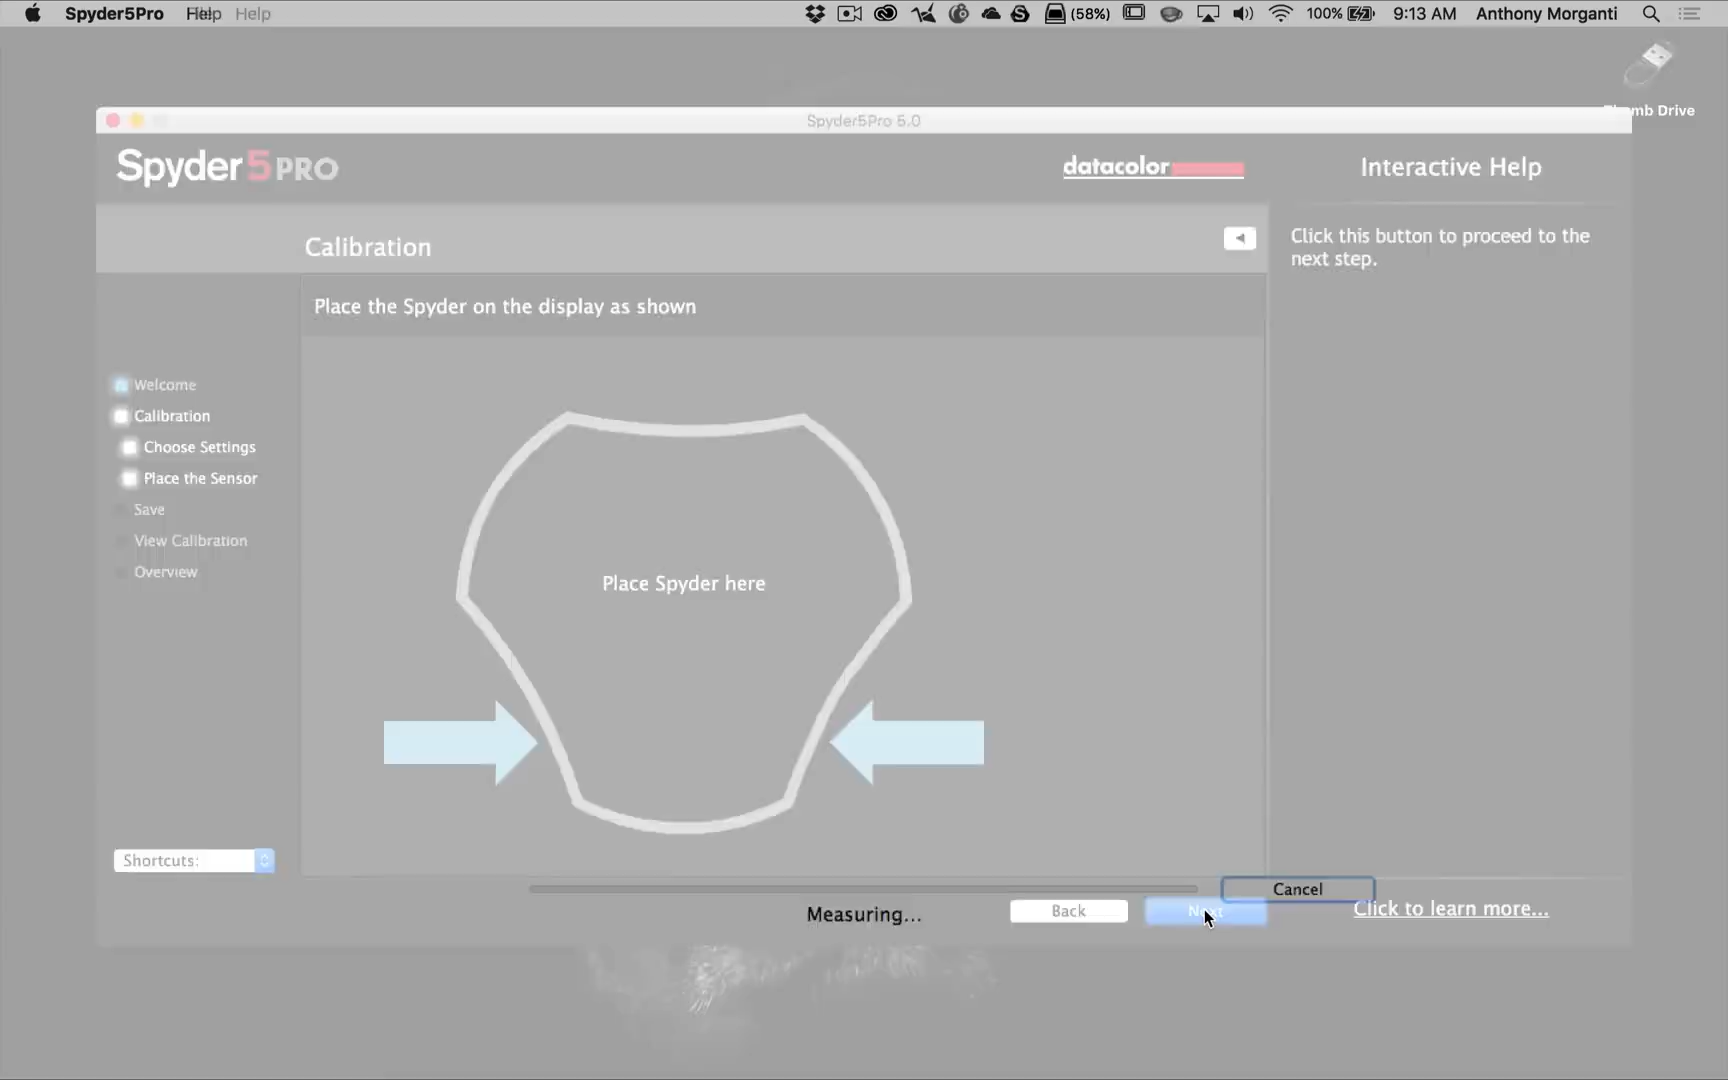 Spyder5Pro Help Help (58%) 100% 9:13 AM Anthony Morganti
mb Drive
Spyder5Pro 5.0
Spyder5PRO
datacolor
Interactive Help
Calibration
Click this button to proceed to the
next step.
Place the Spyder on the display as shown
Welcome
Calibration
Choose Settings
Place the Sensor
Save
View Calibration
Overview
Place Spyder here
Shortcuts:
Cancel
Measuring...
Back
Next
Click to learn more...